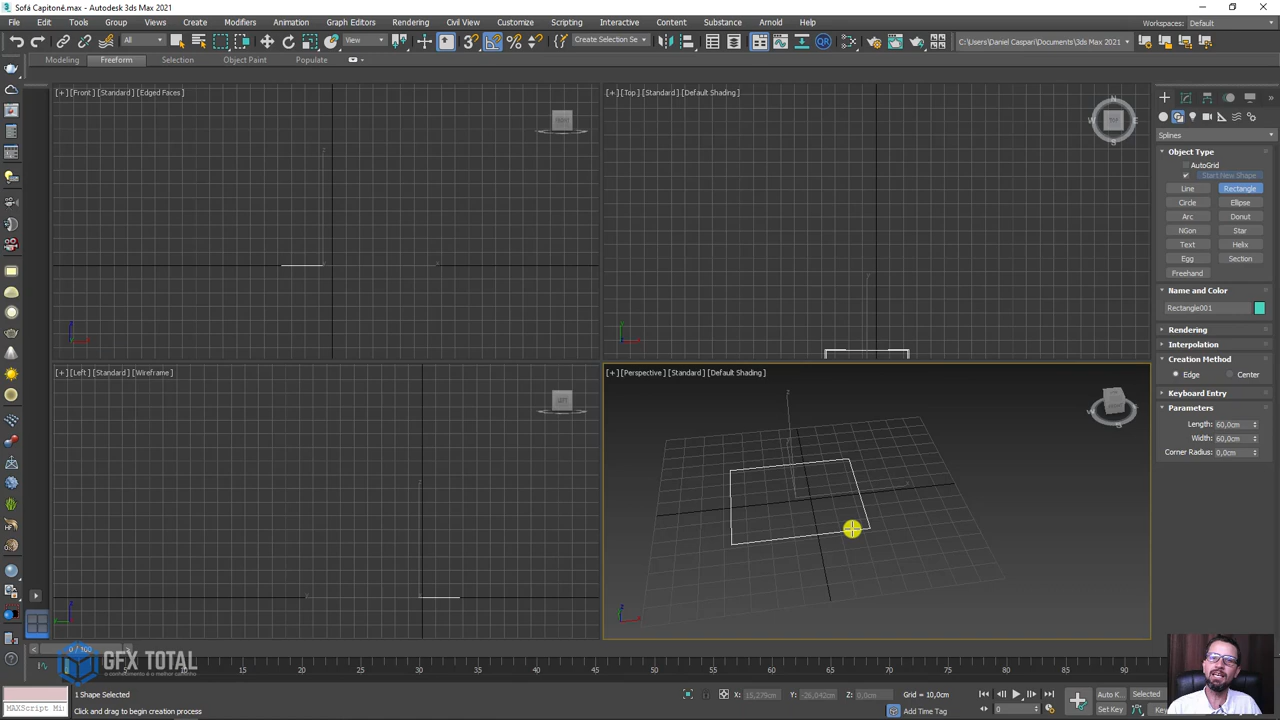 Sofá Capitonê.max - Autodesk 3ds Max 2021
File Edit Tools Group Views Create Modifiers Animation Graph Editors Rendering Civil View Customize Scripting Interactive Content Substance Arnold Help
Workspaces: Default
All View Create Selection Se C:\Users\Daniel Caspari\Documents\3ds Max 2021
Modeling Freeform Selection Object Paint Populate
[+] [Front] [Standard] [Edged Faces]
[+] [Top] [Standard] [Default Shading]
[+] [Left] [Standard] [Wireframe]
[+] [Perspective] [Standard] [Default Shading]
FRONT
TOP
N
W E
S
LEFT
Splines
Object Type
AutoGrid
Start New Shape
Line Rectangle
Circle Ellipse
Arc Donut
NGon Star
Text Helix
Egg Section
Freehand
Name and Color
Rectangle001
Rendering
Interpolation
Creation Method
Edge Center
Keyboard Entry
Parameters
Length: 60,0cm
Width: 60,0cm
Corner Radius: 0,0cm
0 / 100
GFX TOTAL
o conhecimento é o melhor caminho
10 20 25 30 35 40 45 50 55 60 65 70 75 80 85 90
1 Shape Selected
X: 15,279cm Y: -26,042cm Z: 0,0cm Grid = 10,0cm
Auto K Selected
MAXScript Mi
Click and drag to begin creation process
Add Time Tag
0
Set Key